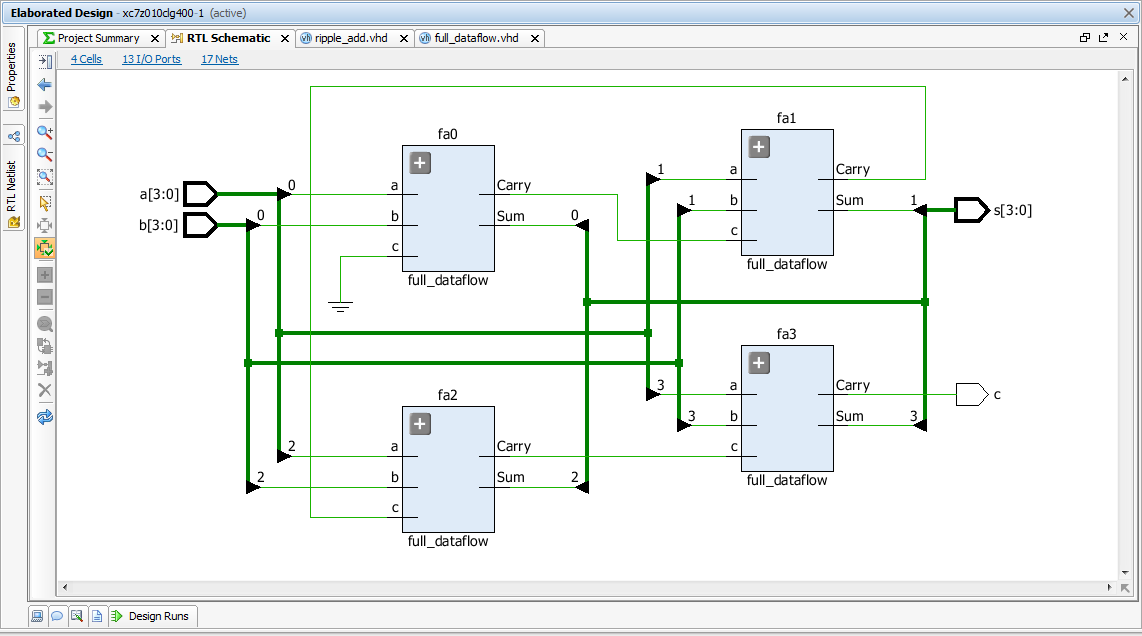 Elaborated Design - xc7z010clg400-1 (active)
Properties
RTL Netlist
Project Summary
RTL Schematic
ripple_add.vhd
full_dataflow.vhd
4 Cells
13 I/O Ports
17 Nets
a[3:0]
b[3:0]
0
0
fa0
a
b
c
Carry
Sum
0
full_dataflow
1
1
fa1
a
b
c
Carry
Sum
1
full_dataflow
s[3:0]
2
2
fa2
a
b
c
Carry
Sum
2
full_dataflow
3
3
fa3
a
b
c
Carry
Sum
3
full_dataflow
c
Design Runs